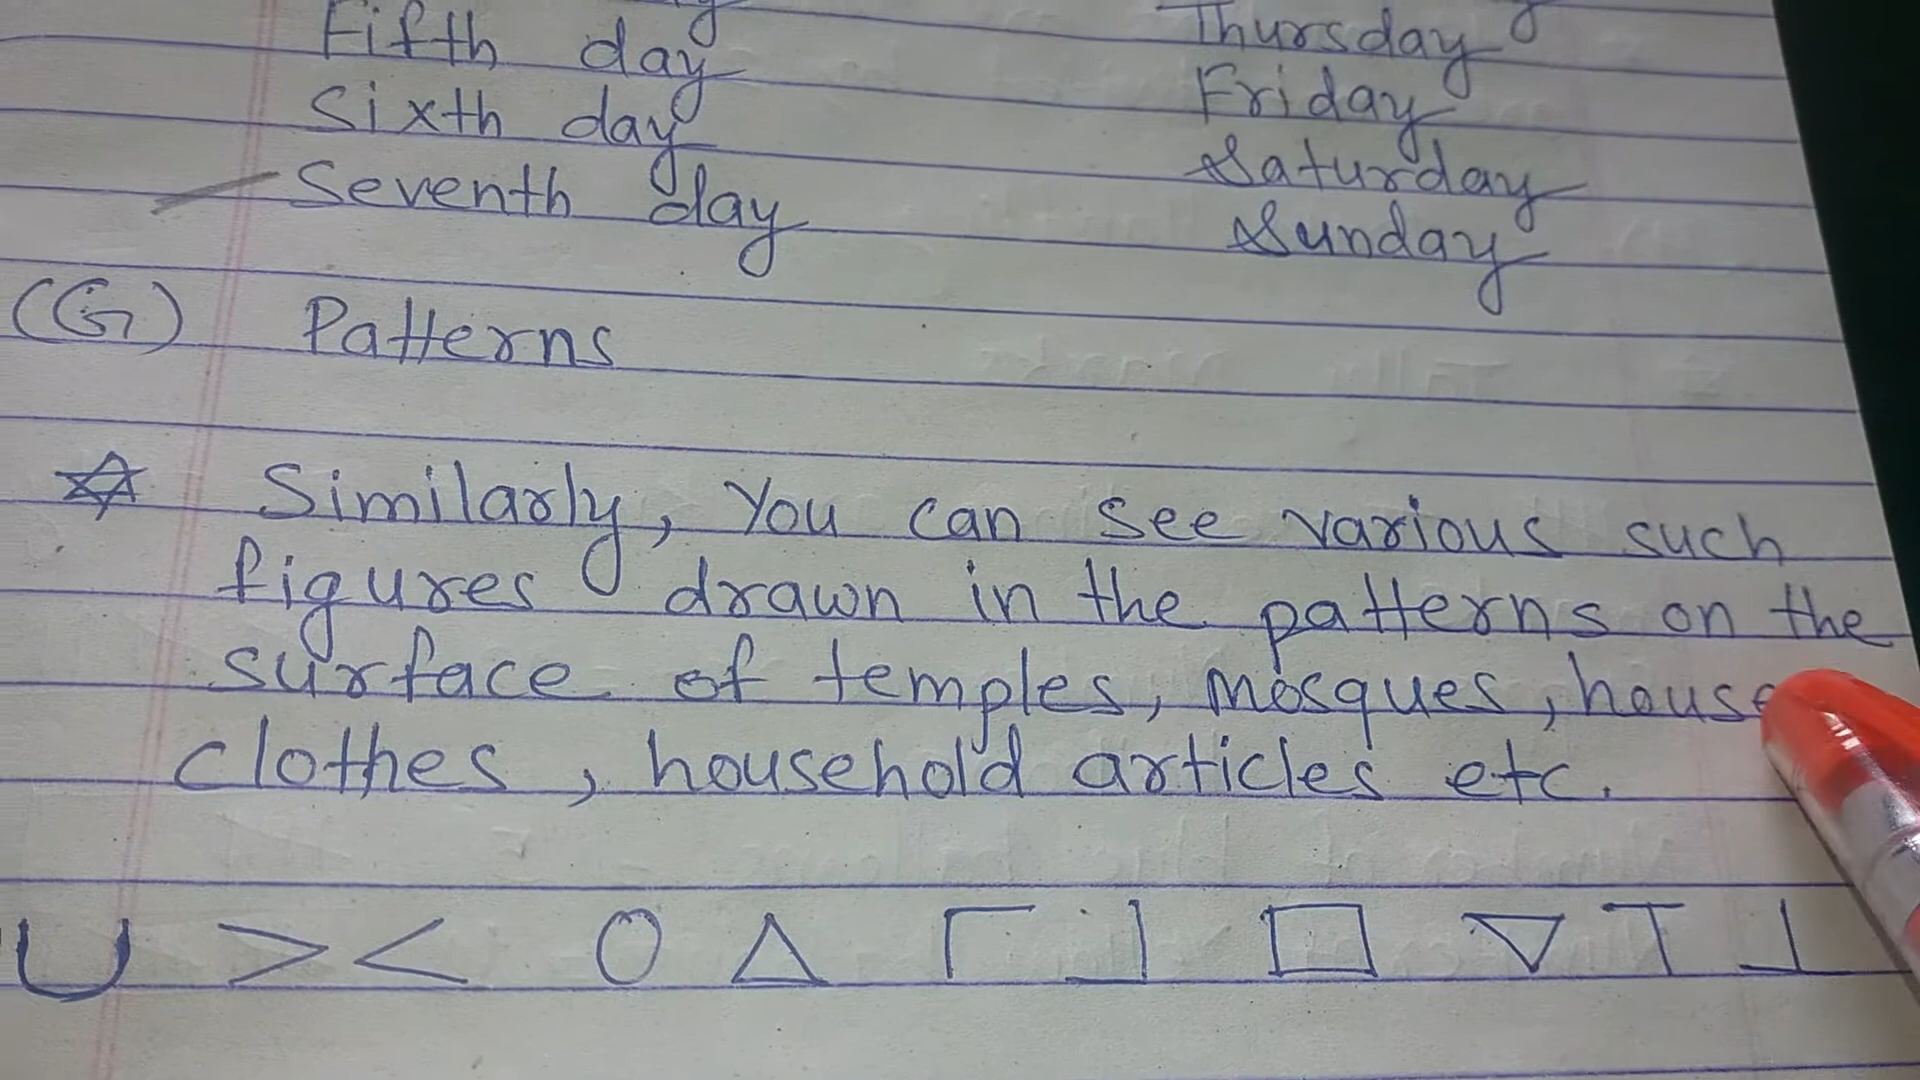 Fifth day Thursday
Sixth day Friday
Seventh day Saturday
Sunday
(G) Patterns
Similarly, You can see various such
figures drawn in the patterns on the
surface of temples, mosques, house
clothes, household articles etc.